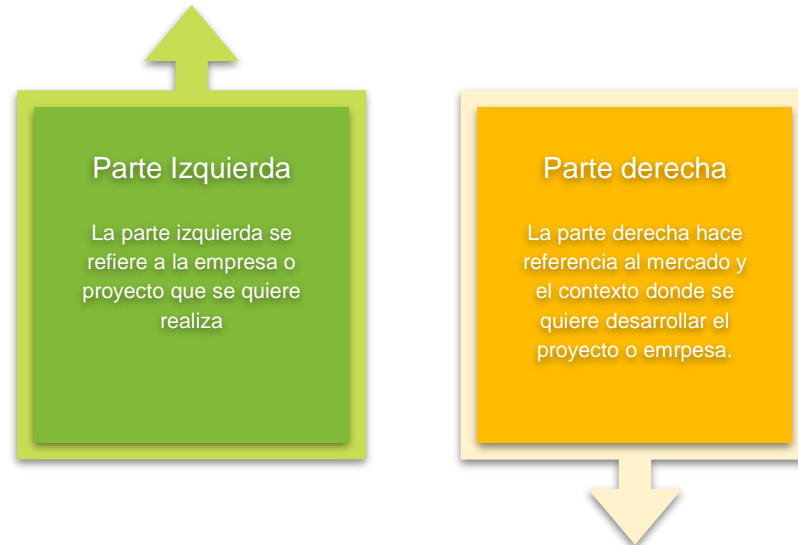 Parte Izquierda
La parte izquierda se
refiere a la empresa o
proyecto que se quiere
realiza
Parte derecha
La parte derecha hace
referencia al mercado y
el contexto donde se
quiere desarrollar el
proyecto o emrpesa.